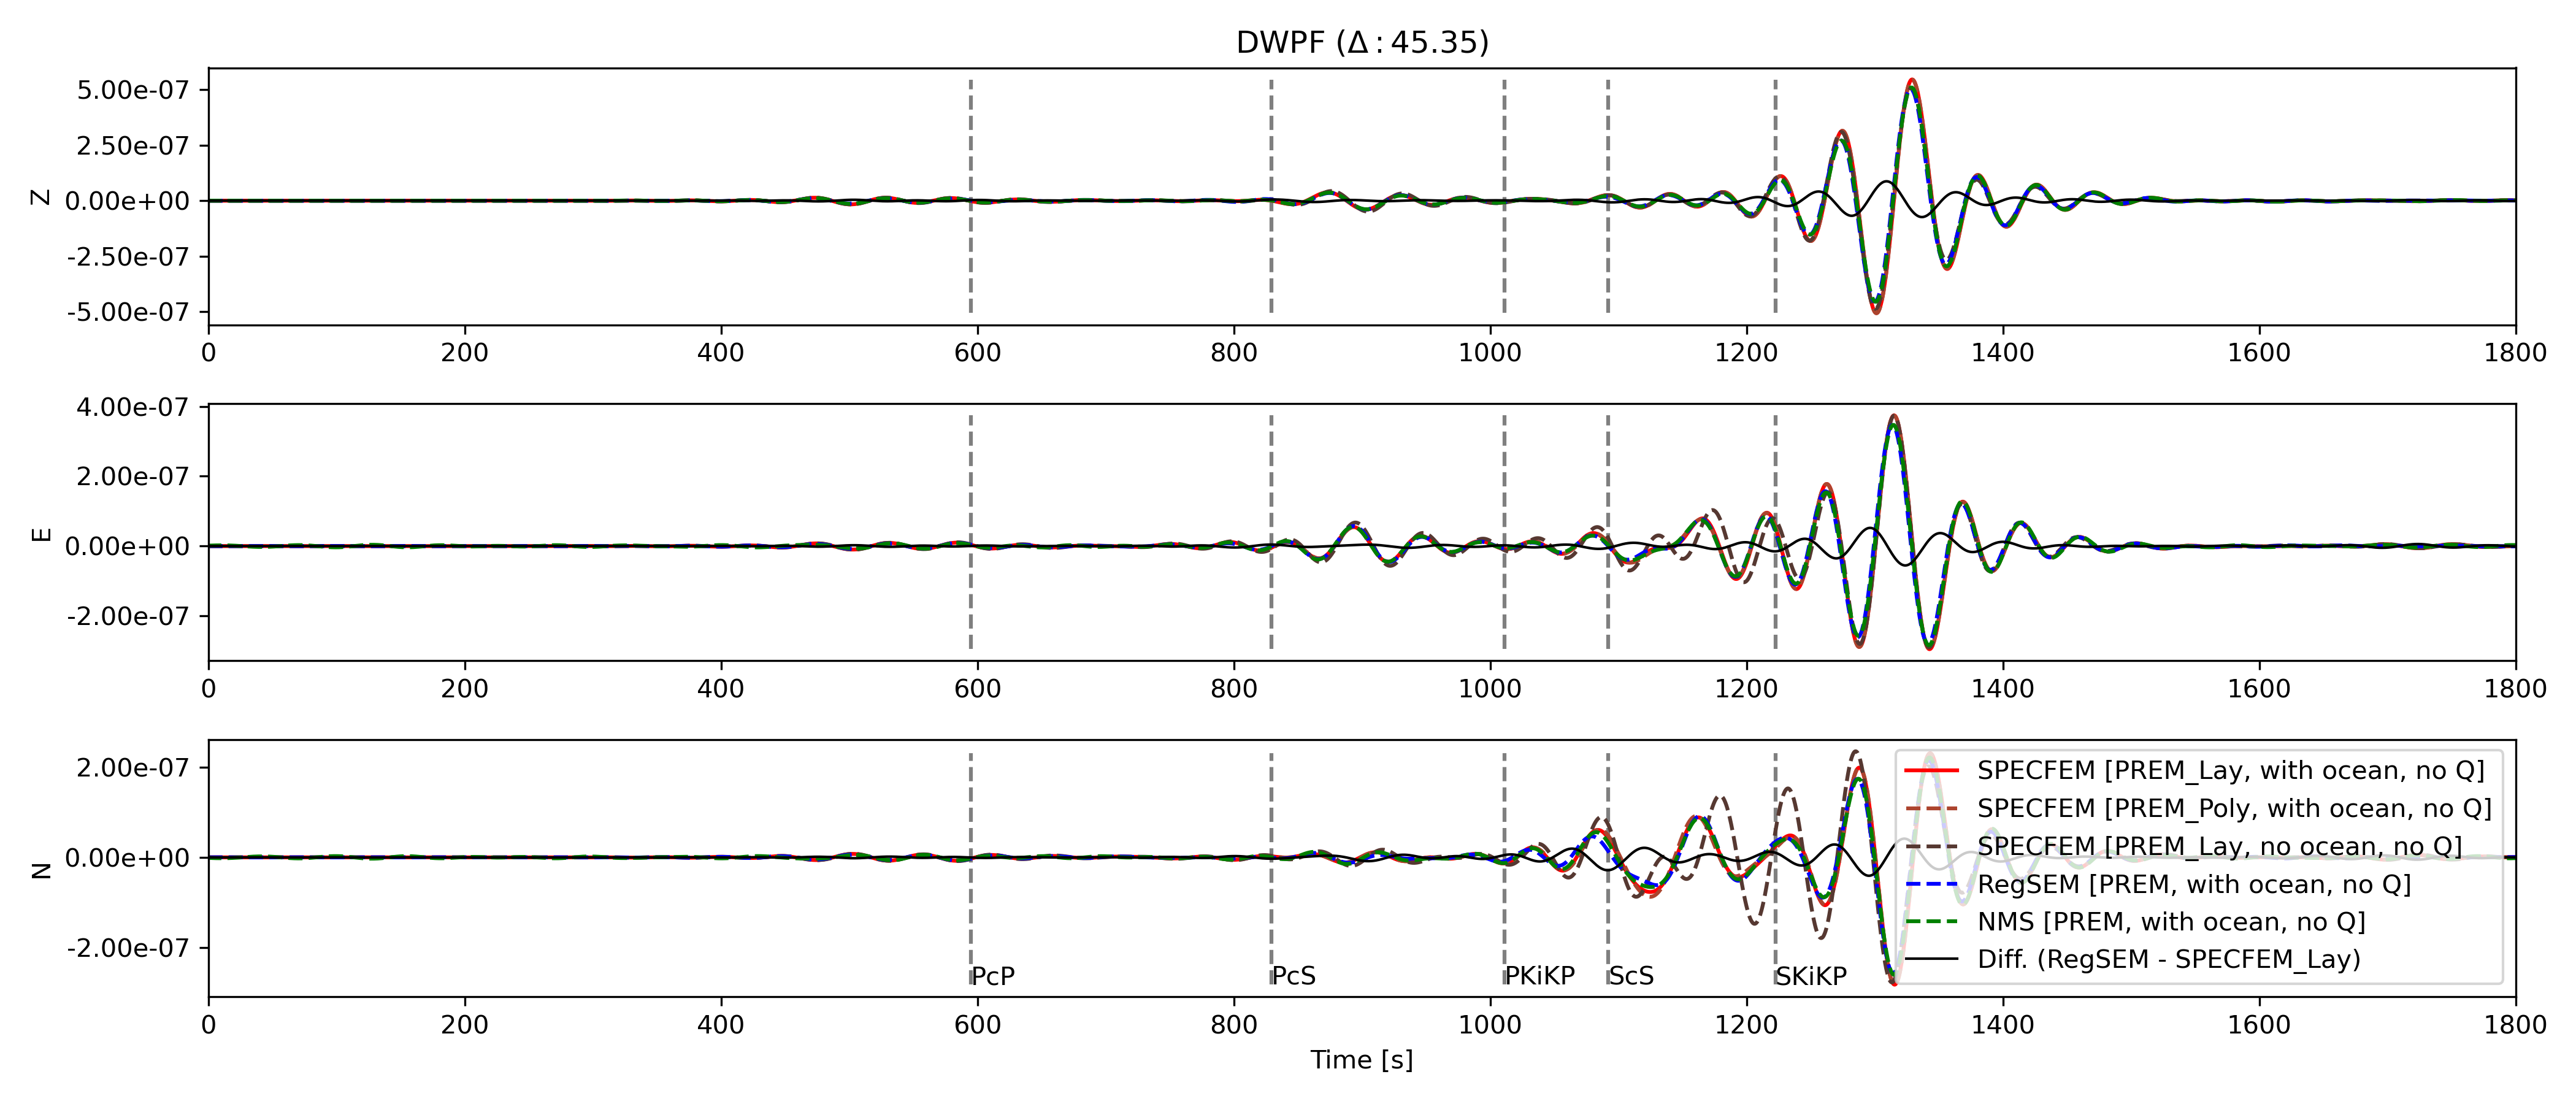 DWPF (Δ : 45.35)
5.00e-07
2.50e-07
0.00e+00
-2.50e-07
-5.00e-07
Z
0 200 400 600 800 1000 1200 1400 1600 1800
4.00e-07
2.00e-07
0.00e+00
-2.00e-07
E
0 200 400 600 800 1000 1200 1400 1600 1800
2.00e-07
0.00e+00
-2.00e-07
N
SPECFEM [PREM_Lay, with ocean, no Q]
SPECFEM [PREM_Poly, with ocean, no Q]
SPECFEM [PREM_Lay, no ocean, no Q]
RegSEM [PREM, with ocean, no Q]
NMS [PREM, with ocean, no Q]
Diff. (RegSEM - SPECFEM_Lay)
PcP PcS PKiKP ScS SKiKP
0 200 400 600 800 1000 1200 1400 1600 1800
Time [s]